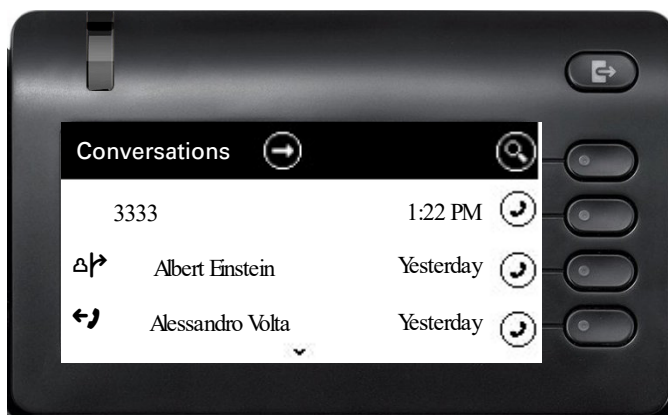 Conversations
3333 1:22 PM
Albert Einstein Yesterday
Alessandro Volta Yesterday